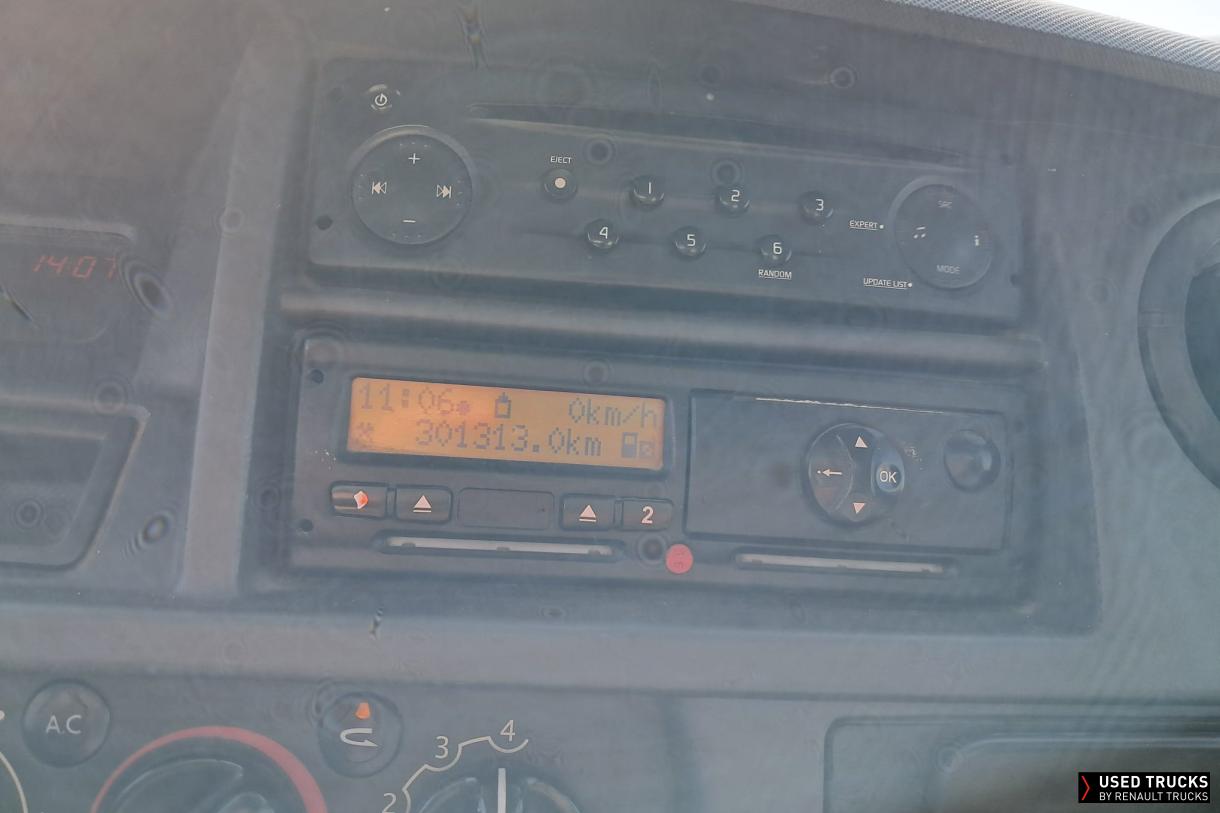 EJECT
1
2
3
4
5
6
RANDOM
EXPERT
UPDATE LIST
SRC
i
MODE
14:07
11:06 0km/h
301313.0km
OK
2
A.C
2
3
4
USED TRUCKS
BY RENAULT TRUCKS